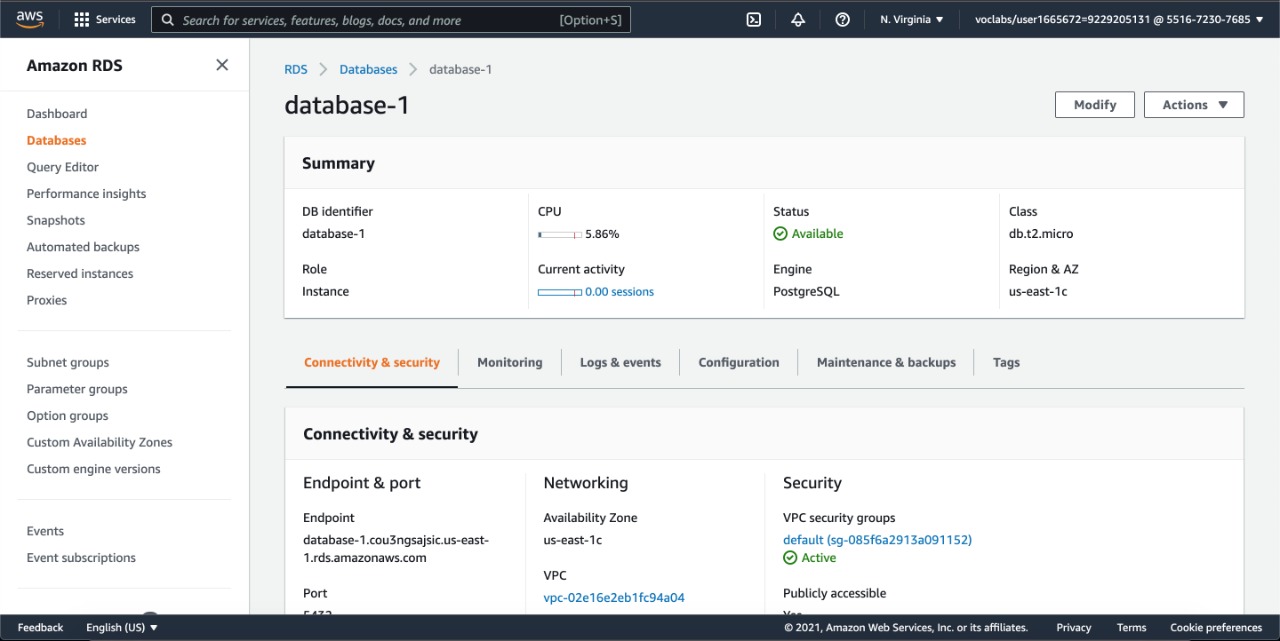 aws
Services
Search for services, features, blogs, docs, and more [Option+S]
N. Virginia
voclabs/user1665672=9229205131 @ 5516-7230-7685
Amazon RDS
Dashboard
Databases
Query Editor
Performance insights
Snapshots
Automated backups
Reserved instances
Proxies
Subnet groups
Parameter groups
Option groups
Custom Availability Zones
Custom engine versions
Events
Event subscriptions
RDS
Databases
database-1
database-1
Modify
Actions
Summary
DB identifier
database-1
CPU
5.86%
Status
Available
Class
db.t2.micro
Role
Instance
Current activity
0.00 sessions
Engine
PostgreSQL
Region & AZ
us-east-1c
Connectivity & security
Monitoring
Logs & events
Configuration
Maintenance & backups
Tags
Connectivity & security
Endpoint & port
Endpoint
database-1.cou3ngsajsic.us-east-
1.rds.amazonaws.com
Port
Networking
Availability Zone
us-east-1c
VPC
vpc-02e16e2eb1fc94a04
Security
VPC security groups
default (sg-085f6a2913a091152)
Active
Publicly accessible
Feedback
English (US)
© 2021, Amazon Web Services, Inc. or its affiliates.
Privacy
Terms
Cookie preferences